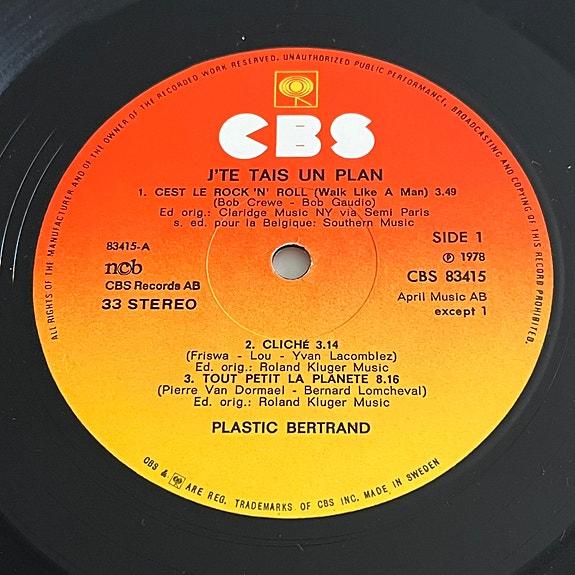 ALL RIGHTS OF THE MANUFACTURER AND OF THE OWNER OF THE RECORDED WORK RESERVED. UNAUTHORIZED PUBLIC PERFORMANCE, BROADCASTING AND COPYING OF THIS RECORD PROHIBITED.
CBS
J'TE TAIS UN PLAN
1. CEST LE ROCK 'N' ROLL (Walk Like A Man) 3.49
(Bob Crewe - Bob Gaudio)
Ed orig.: Claridge Music NY via Semi Paris
s. ed. pour la Belgique: Southern Music
83415-A
ncb
CBS Records AB
33 STEREO
SIDE 1
℗ 1978
CBS 83415
April Music AB
except 1
2. CLICHÉ 3.14
(Friswa - Lou - Yvan Lacomblez)
Ed. orig.: Roland Kluger Music
3. TOUT PETIT LA PLANETE 8.16
(Pierre Van Dormael - Bernard Lomcheval)
Ed. orig.: Roland Kluger Music
PLASTIC BERTRAND
CBS & ARE REG. TRADEMARKS OF CBS INC. MADE IN SWEDEN